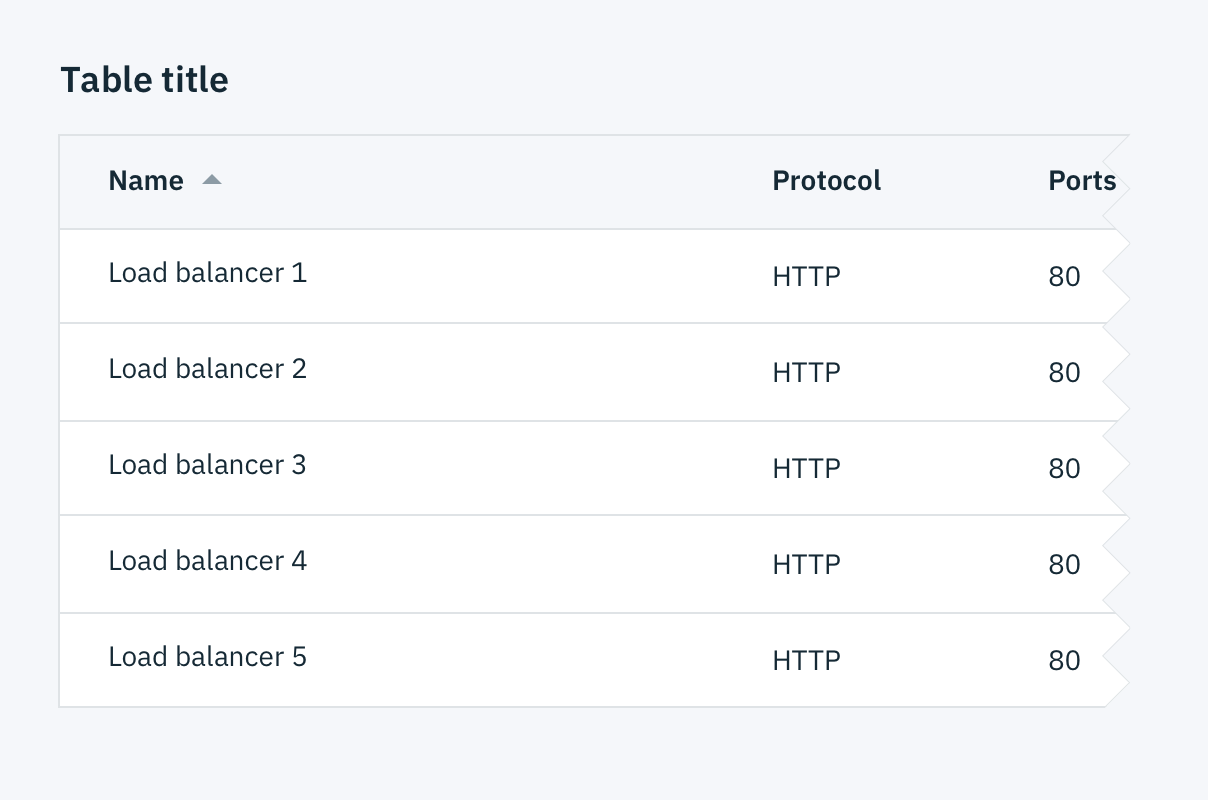 Table title
Name Protocol Ports
Load balancer 1 HTTP 80
Load balancer 2 HTTP 80
Load balancer 3 HTTP 80
Load balancer 4 HTTP 80
Load balancer 5 HTTP 80